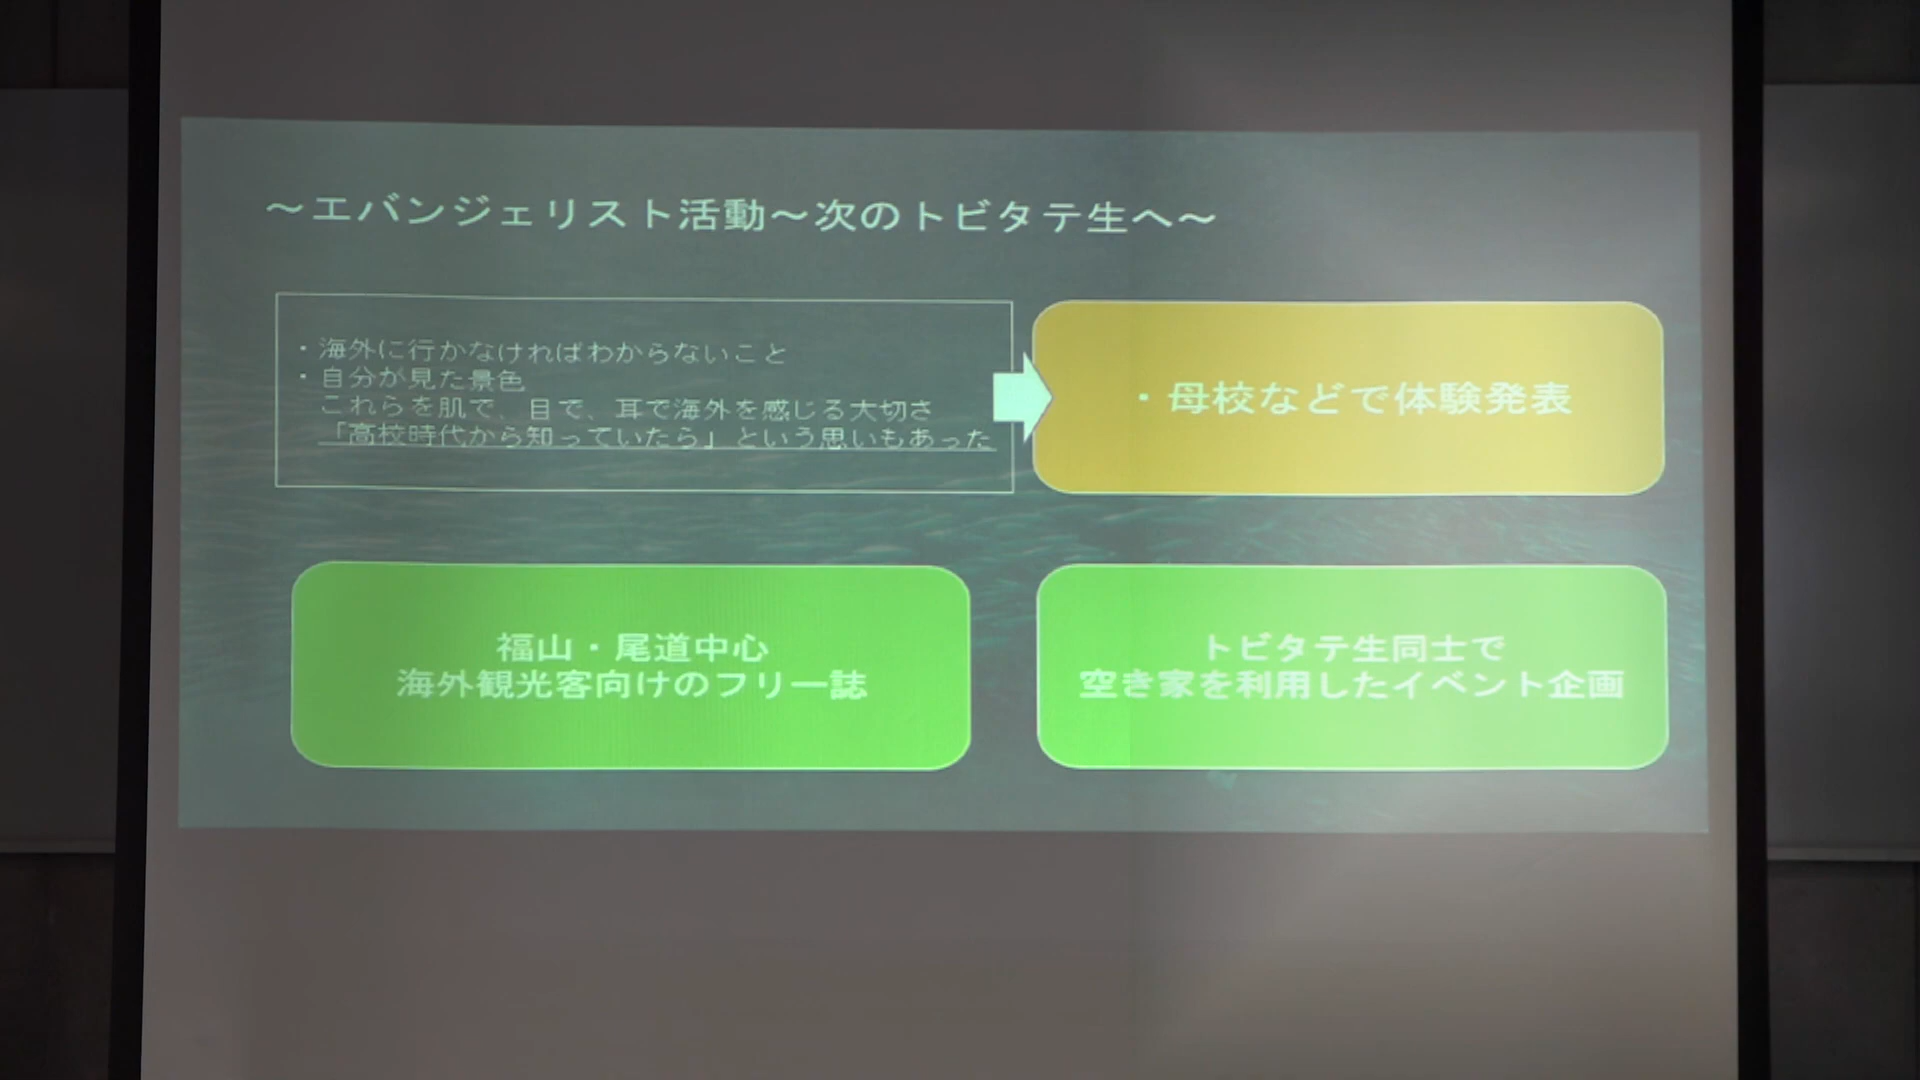 ～エバンジェリスト活動～次のトビタテ生へ～
・海外に行かなければわからないこと
・自分が見た景色
これらを肌で、目で、耳で海外を感じる大切さ
「高校時代から知っていたら」という思いもあった
・母校などで体験発表
福山・尾道中心
海外観光客向けのフリー誌
トビタテ生同士で
空き家を利用したイベント企画